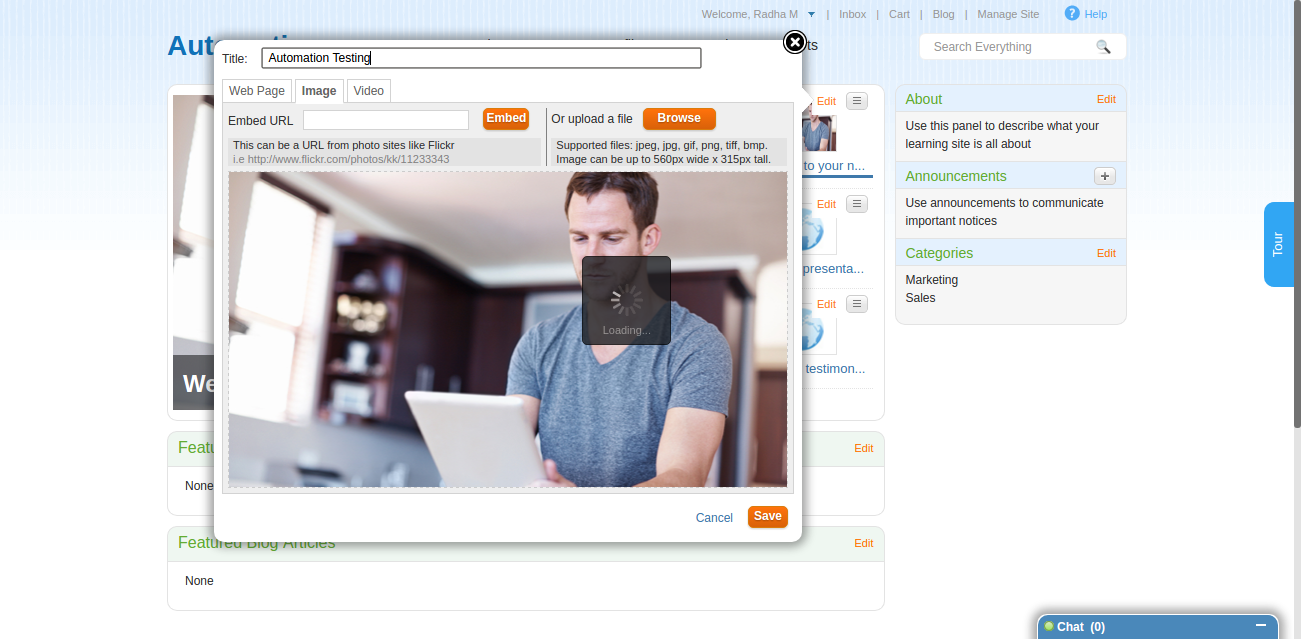 Welcome, Radha M | Inbox | Cart | Blog | Manage Site ? Help
Search Everything
Title: Automation Testing
Web Page Image Video
Embed URL Embed Or upload a file Browse
This can be a URL from photo sites like Flickr
i.e http://www.flickr.com/photos/kk/11233343
Supported files: jpeg, jpg, gif, png, tiff, bmp.
Image can be up to 560px wide x 315px tall.
Loading...
Cancel Save
We
Edit
to your n...
Edit
presenta...
Edit
testimon...
About Edit
Use this panel to describe what your
learning site is all about
Announcements +
Use announcements to communicate
important notices
Categories Edit
Marketing
Sales
Tour
Featu Edit
None
Featured Blog Articles Edit
None
Chat (0)